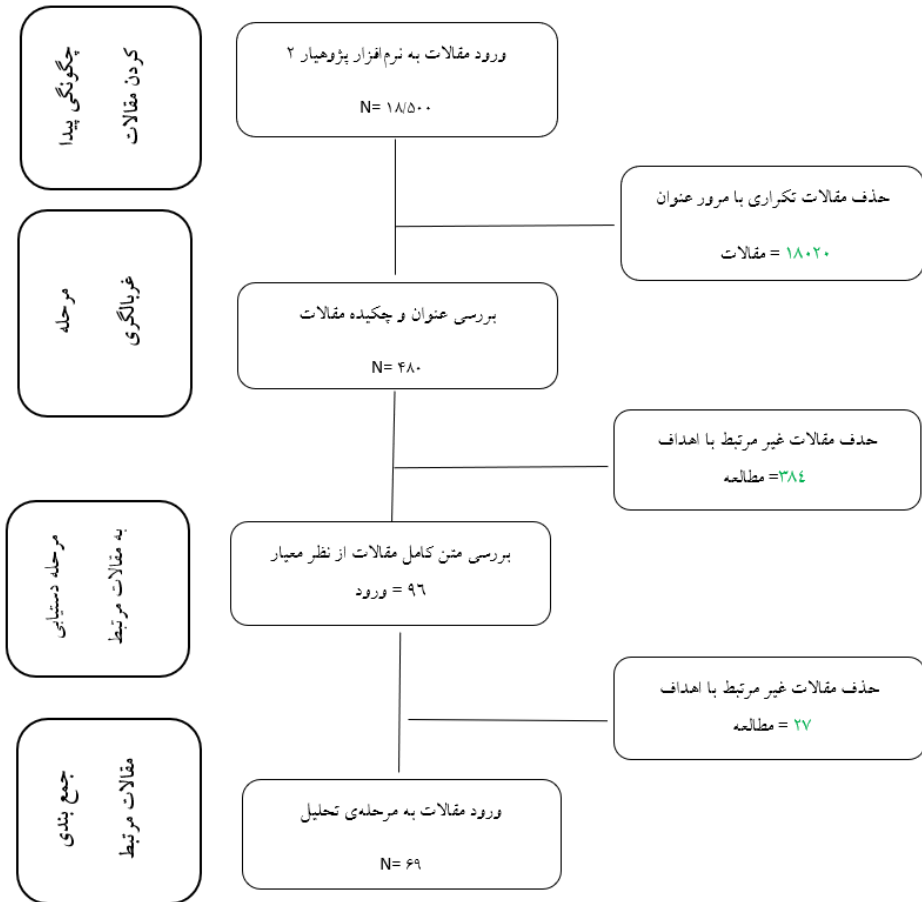 چگونگی پیدا
کردن مقالات
ورود مقالات به نرم‌افزار پژوهیار ۲
N= ۱۸/۵۰۰
حذف مقالات تکراری با مرور عنوان
مقالات = ۱۸۰۲۰
مرحله
غربالگری
بررسی عنوان و چکیده مقالات
N= ۴۸۰
حدف مقالات غیر مرتبط با اهداف
مطالعه =۳۸٤
مرحله دستیابی
به مقالات مرتبط
بررسی متن کامل مقالات از نظر معیار
ورود = ۹٦
حذف مقالات غیر مرتبط با اهداف
مطالعه = ۲۷
جمع بندی
مقالات مرتبط
ورود مقالات به مرحله‌ی تحلیل
N= ۶۹